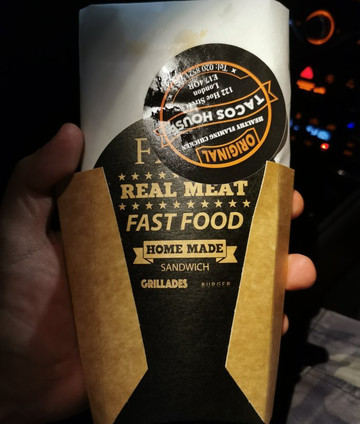 ORIGINAL
HEALTHY FLAMING CHICKEN
TACOS HOUSE
122 Hoe Street
London
E17 4QR
REAL MEAT
FAST FOOD
HOME MADE
SANDWICH
GRILLADES BURGER